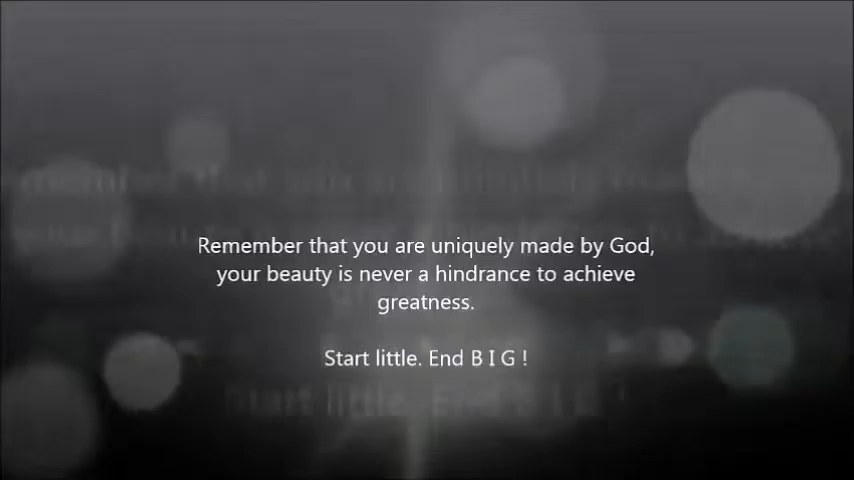 Remember that you are uniquely made by God,
your beauty is never a hindrance to achieve
greatness.
Start little. End B I G !